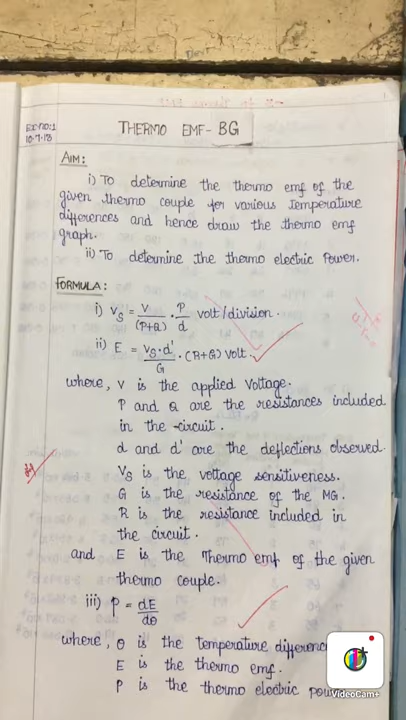 Ex.no:1
10.7.18
THERMO EMF - BG
AIM:
i) To determine the thermo emf of the
given thermo couple for various temperature
differences and hence draw the thermo emf
graph.
ii) To determine the thermo electric Power.
FORMULA:
i) Vs = V/(P+Q) . P/d volt/division.
ii) E = Vs.d'/G . (R+G) volt.
where, V is the applied Voltage.
P and Q are the resistances included
in the circuit.
d and d' are the deflections observed.
Vs is the voltage sensitiveness.
G is the resistance of the MG.
R is the resistance included in
the circuit.
and E is the Thermo emf of the given
thermo couple.
iii) P = dE/dθ
where, θ is the temperature differenc
E is the thermo emf.
P is the thermo electric pow
VideoCam+